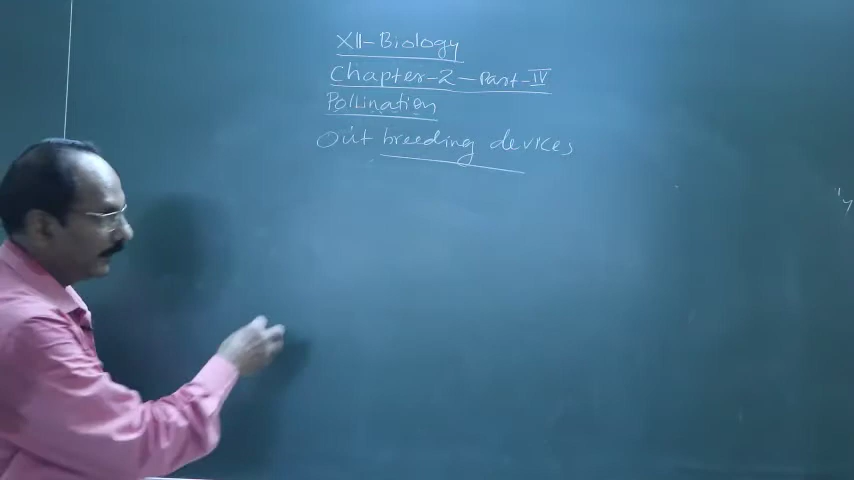 XII-Biology
Chapter-2-Part-IV
Pollination
Out breeding devices